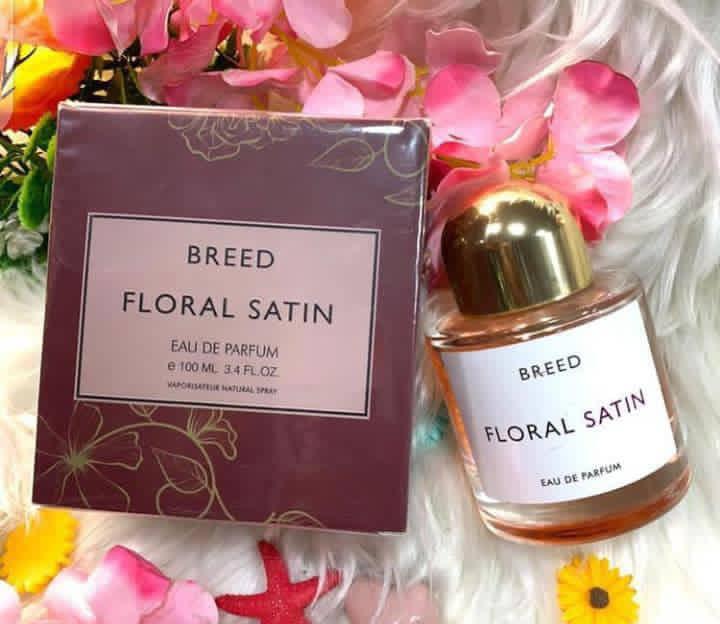 BREED
FLORAL SATIN
EAU DE PARFUM
e 100 ML 3.4 FL.OZ.
VAPORISATEUR NATURAL SPRAY
BREED
FLORAL SATIN
EAU DE PARFUM